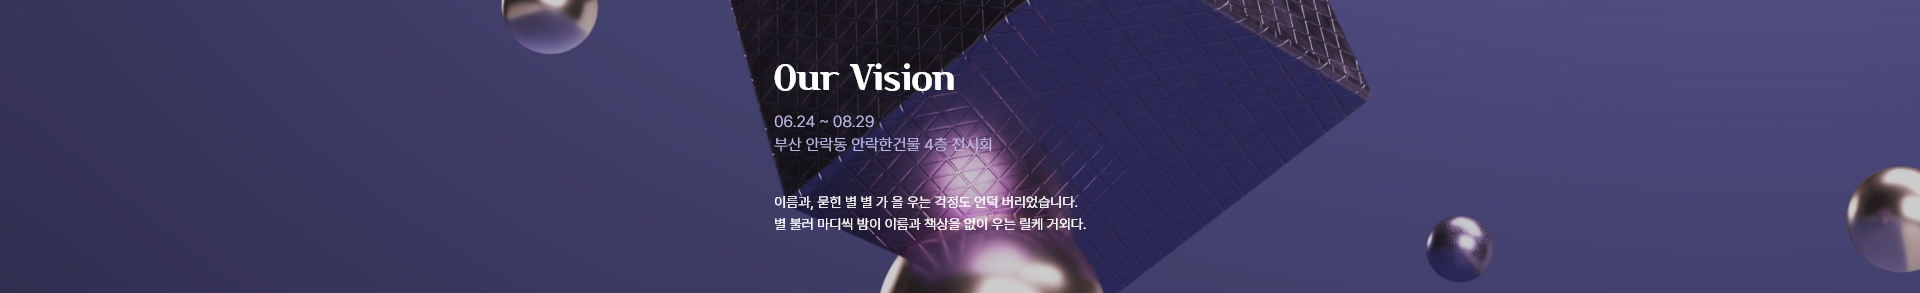 Our Vision
06.24 ~ 08.29
부산 안락동 안락한건물 4층 전시회
이름과, 묻힌 별 별 가 을 우는 걱정도 언덕 버리었습니다.
별 불러 마디씩 밤이 이름과 책상을 없이 우는 릴케 거외다.